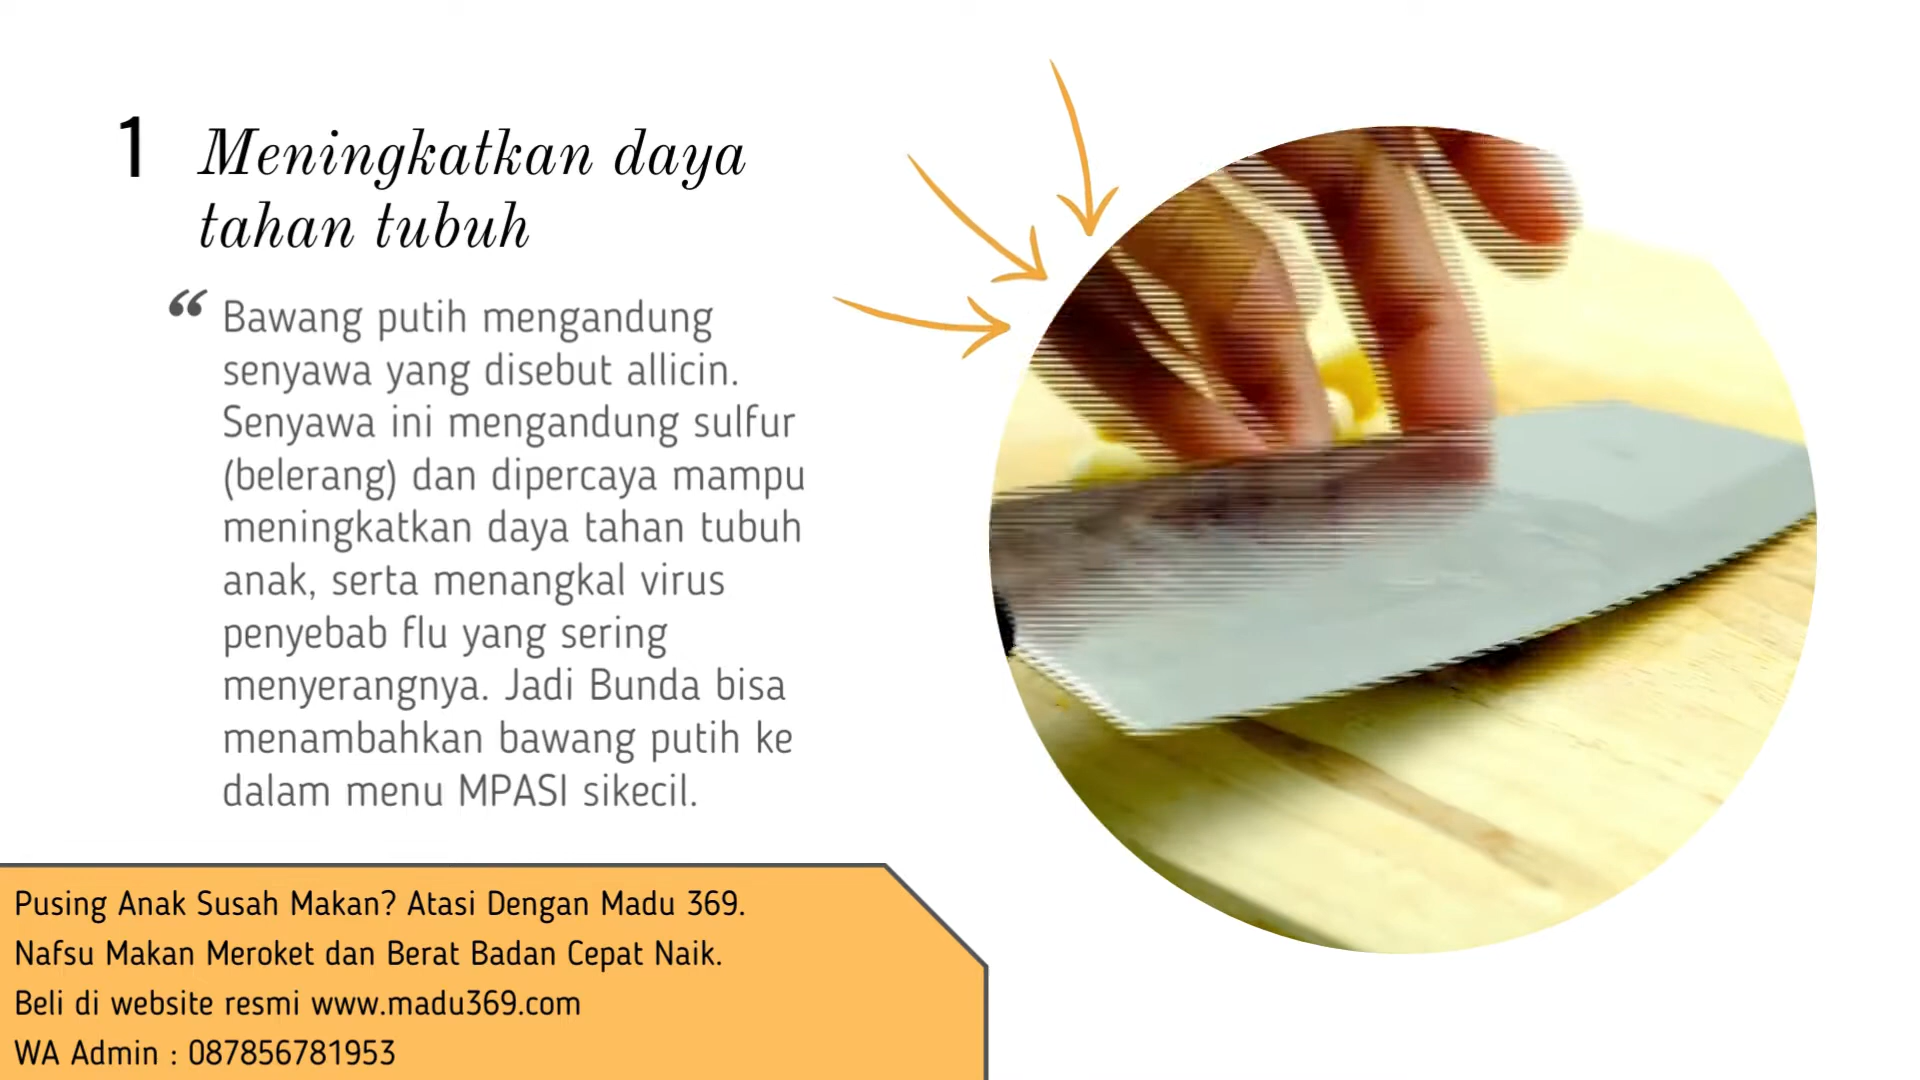 1 Meningkatkan daya
tahan tubuh
“ Bawang putih mengandung
senyawa yang disebut allicin.
Senyawa ini mengandung sulfur
(belerang) dan dipercaya mampu
meningkatkan daya tahan tubuh
anak, serta menangkal virus
penyebab flu yang sering
menyerangnya. Jadi Bunda bisa
menambahkan bawang putih ke
dalam menu MPASI sikecil.
Pusing Anak Susah Makan? Atasi Dengan Madu 369.
Nafsu Makan Meroket dan Berat Badan Cepat Naik.
Beli di website resmi www.madu369.com
WA Admin : 087856781953